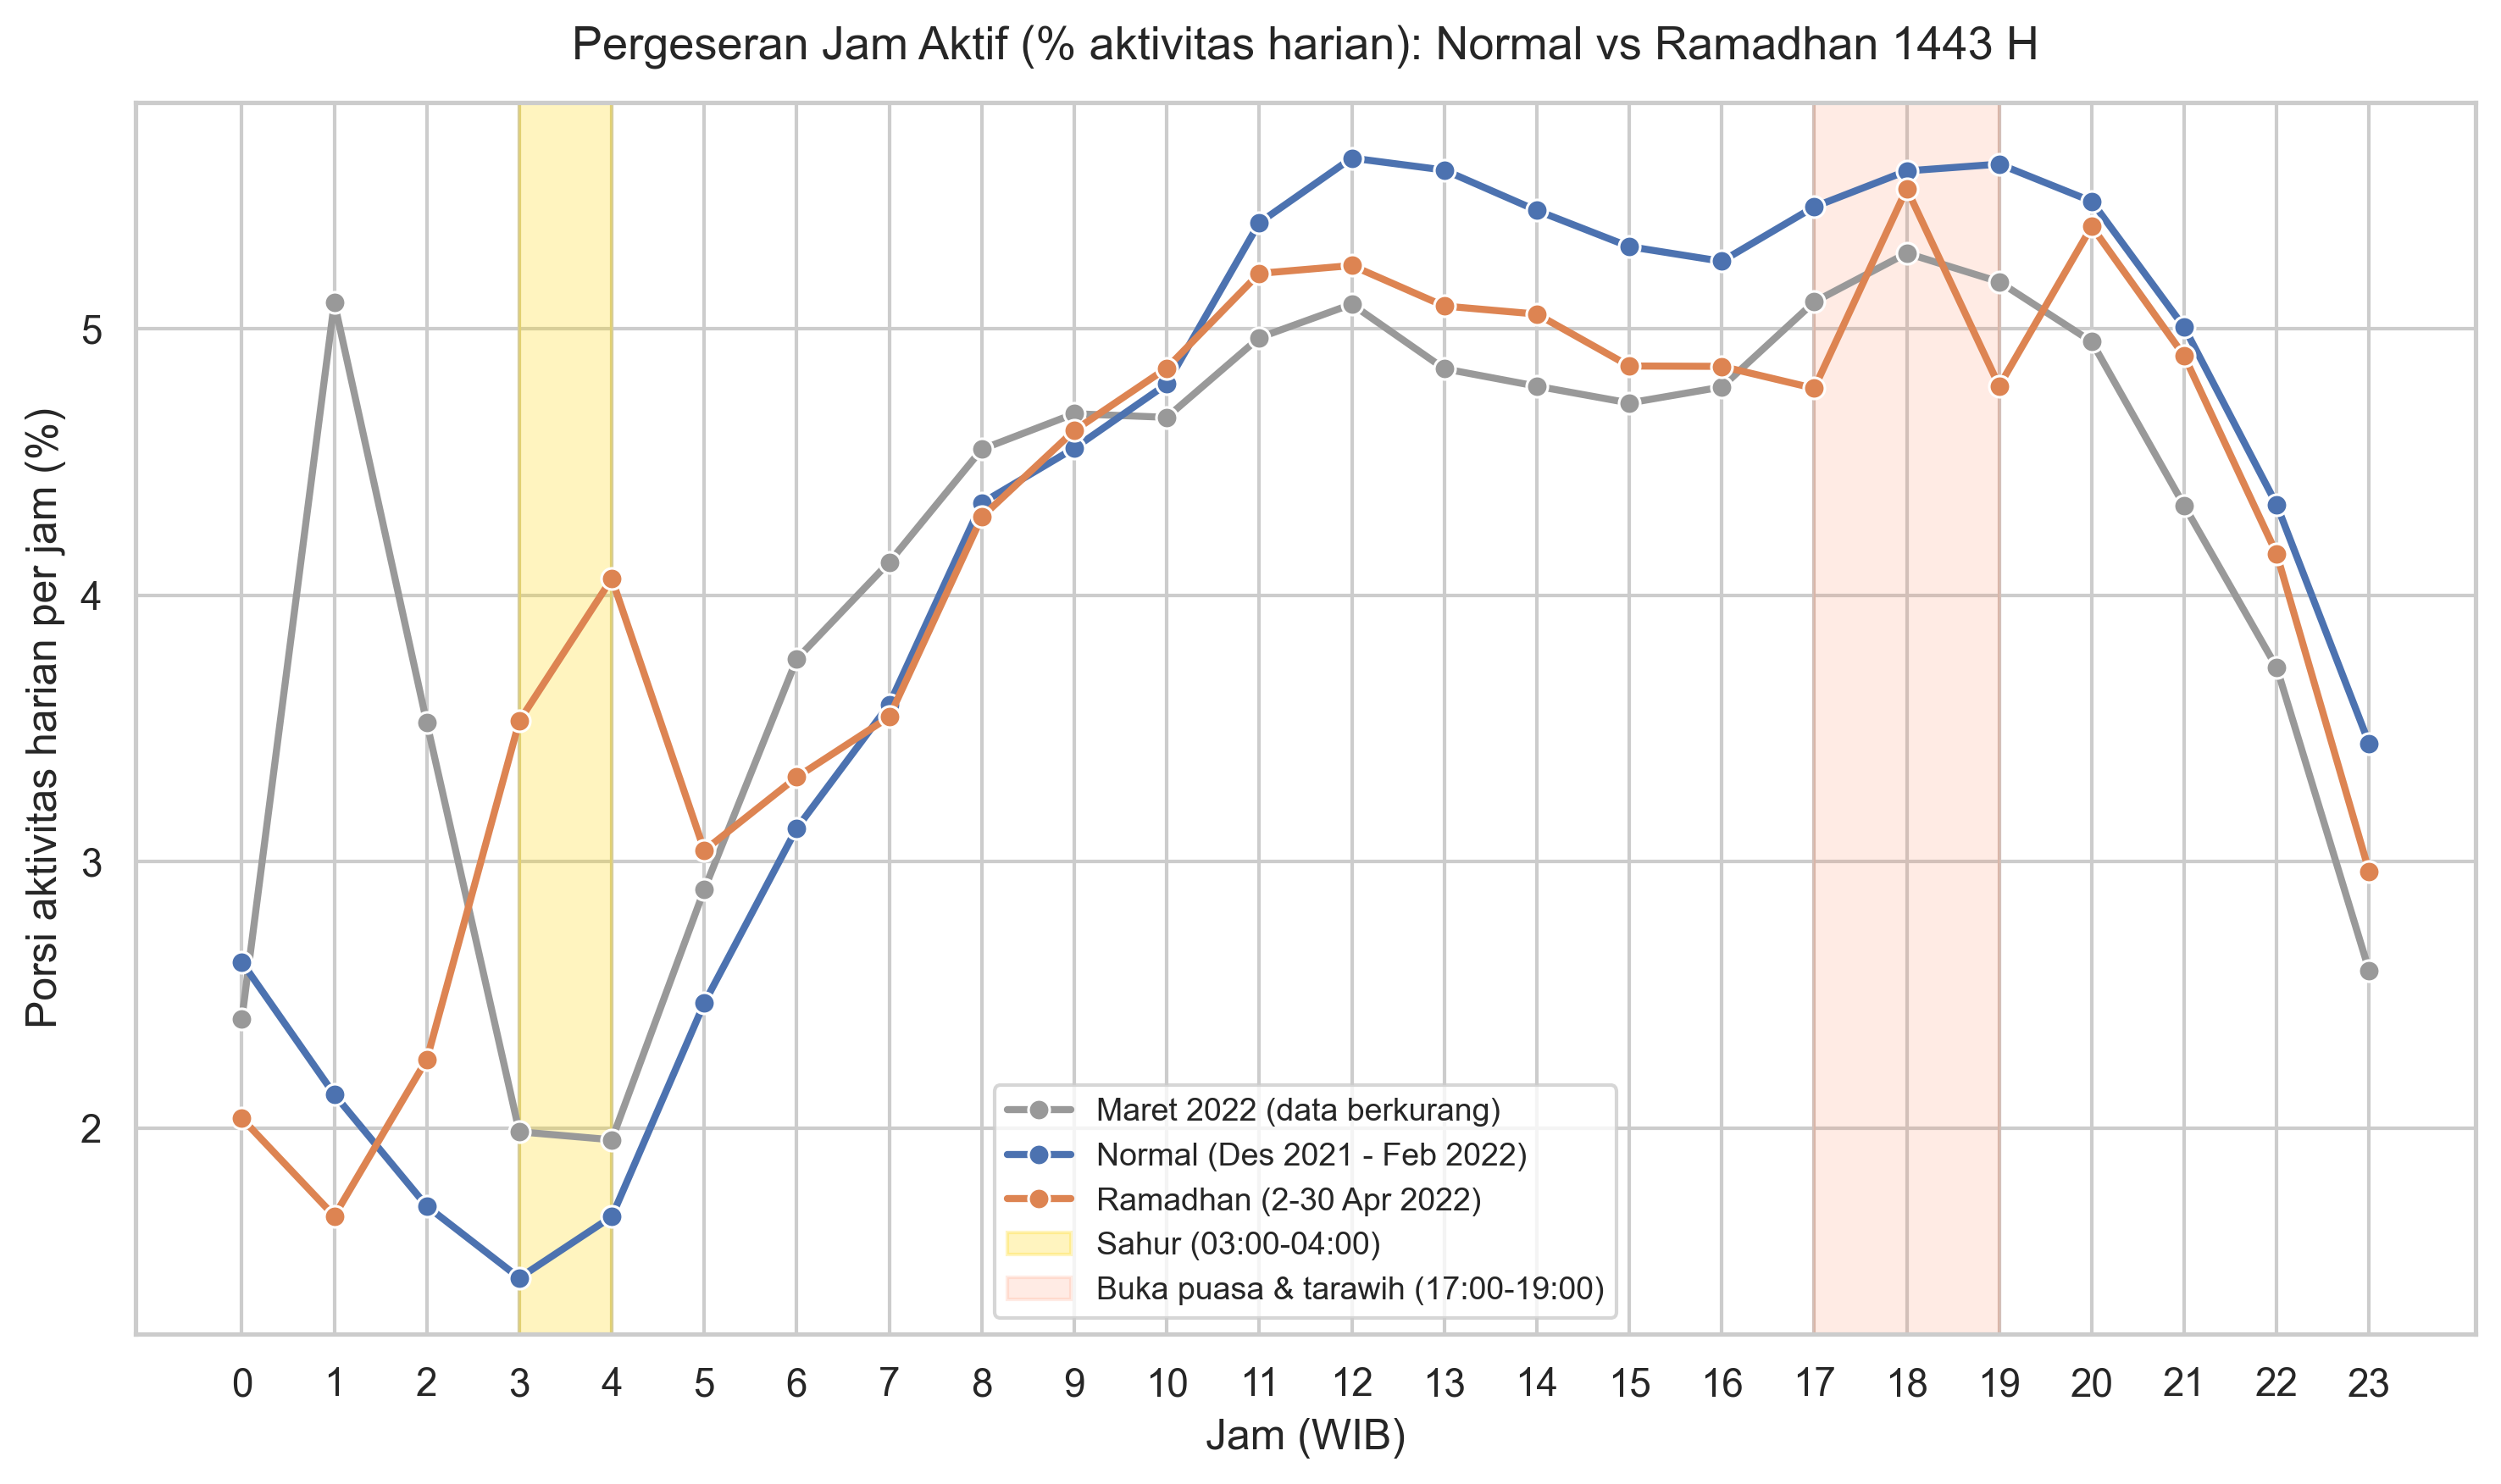 Pergeseran Jam Aktif (% aktivitas harian): Normal vs Ramadhan 1443 H
Porsi aktivitas harian per jam (%)
5
4
3
2
Maret 2022 (data berkurang)
Normal (Des 2021 - Feb 2022)
Ramadhan (2-30 Apr 2022)
Sahur (03:00-04:00)
Buka puasa & tarawih (17:00-19:00)
0 1 2 3 4 5 6 7 8 9 10 11 12 13 14 15 16 17 18 19 20 21 22 23
Jam (WIB)